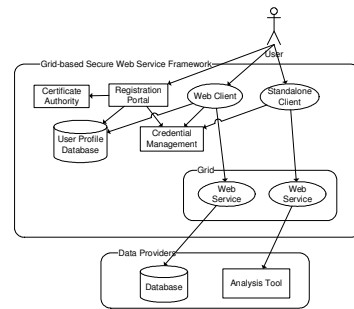 User
Grid-based Secure Web Service Framework
Certificate
Authority
Registration
Portal
Web Client
Standalone
Client
User Profile
Database
Credential
Management
Grid
Web
Service
Web
Service
Data Providers
Database
Analysis Tool